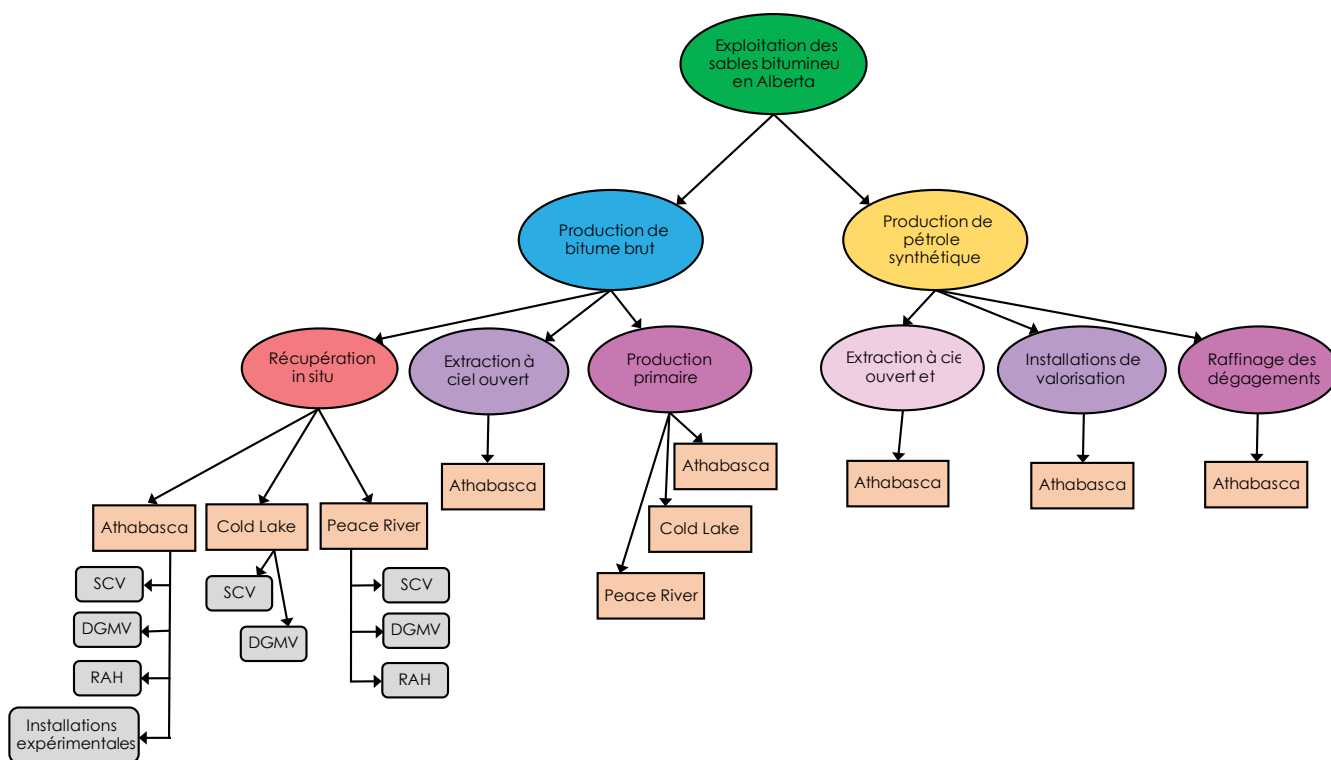 Exploitation des
sables bitumineu
en Alberta
Production de
bitume brut
Production de
pétrole
synthétique
Récupération
in situ
Extraction à
ciel ouvert
Production
primaire
Extraction à cie
ouvert et
Installations de
valorisation
Raffinage des
dégagements
Athabasca
Cold Lake
Peace River
Athabasca
Athabasca
Cold Lake
Peace River
Athabasca
Athabasca
Athabasca
SCV
DGMV
RAH
Installations
expérimentales
SCV
DGMV
SCV
DGMV
RAH